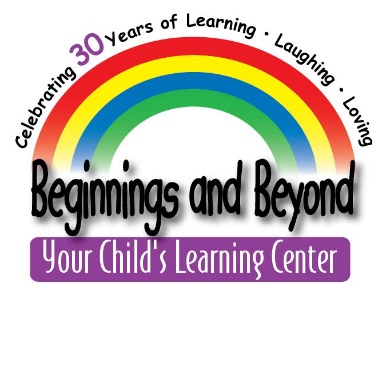 Celebrating 30 Years of Learning · Laughing · Loving
Beginnings and Beyond
Your Child's Learning Center